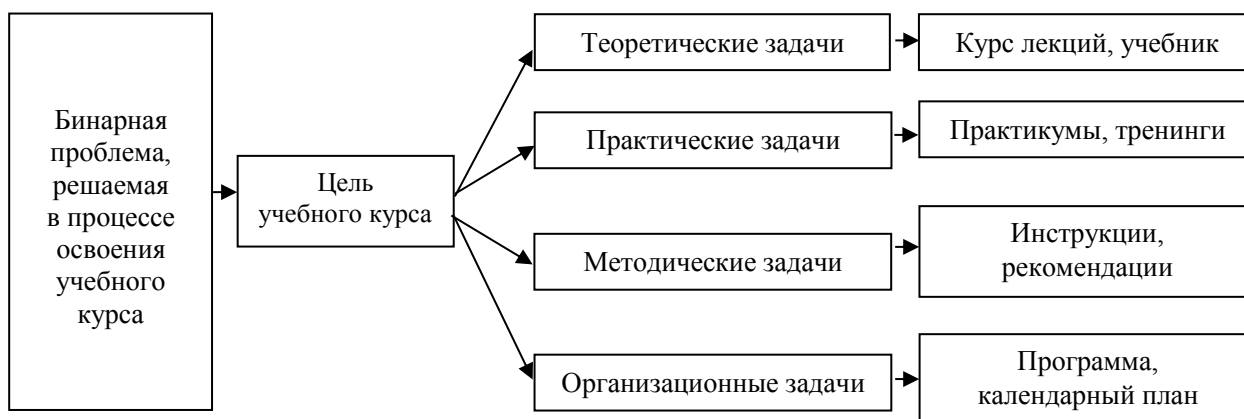 Бинарная
проблема,
решаемая
в процессе
освоения
учебного
курса
Цель
учебного курса
Теоретические задачи
Курс лекций, учебник
Практические задачи
Практикумы, тренинги
Методические задачи
Инструкции,
рекомендации
Организационные задачи
Программа,
календарный план